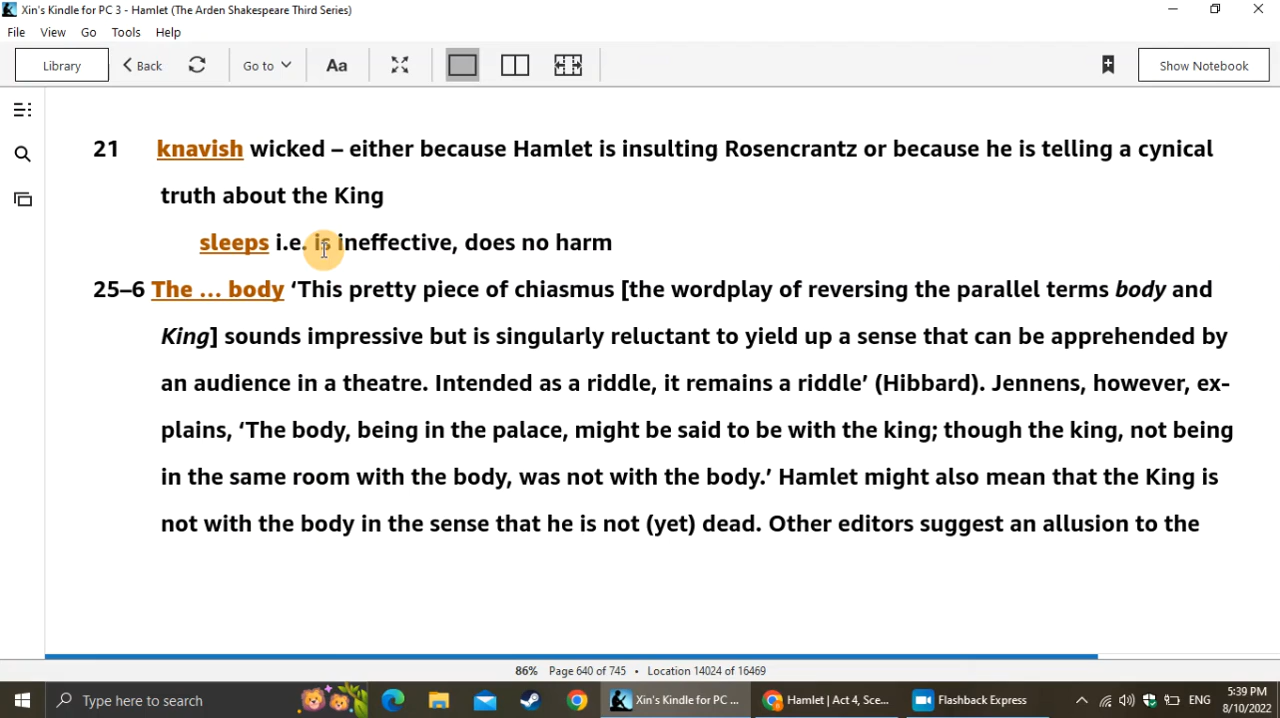 Xin's Kindle for PC 3 - Hamlet (The Arden Shakespeare Third Series)
File View Go Tools Help
Library Back Go to Aa Show Notebook
21 knavish wicked – either because Hamlet is insulting Rosencrantz or because he is telling a cynical
truth about the King
sleeps i.e. is ineffective, does no harm
25–6 The … body ‘This pretty piece of chiasmus [the wordplay of reversing the parallel terms body and
King] sounds impressive but is singularly reluctant to yield up a sense that can be apprehended by
an audience in a theatre. Intended as a riddle, it remains a riddle’ (Hibbard). Jennens, however, ex-
plains, ‘The body, being in the palace, might be said to be with the king; though the king, not being
in the same room with the body, was not with the body.’ Hamlet might also mean that the King is
not with the body in the sense that he is not (yet) dead. Other editors suggest an allusion to the
86% Page 640 of 745 • Location 14024 of 16469
Type here to search Xin's Kindle for PC ... Hamlet | Act 4, Sce... Flashback Express ENG 5:39 PM
8/10/2022